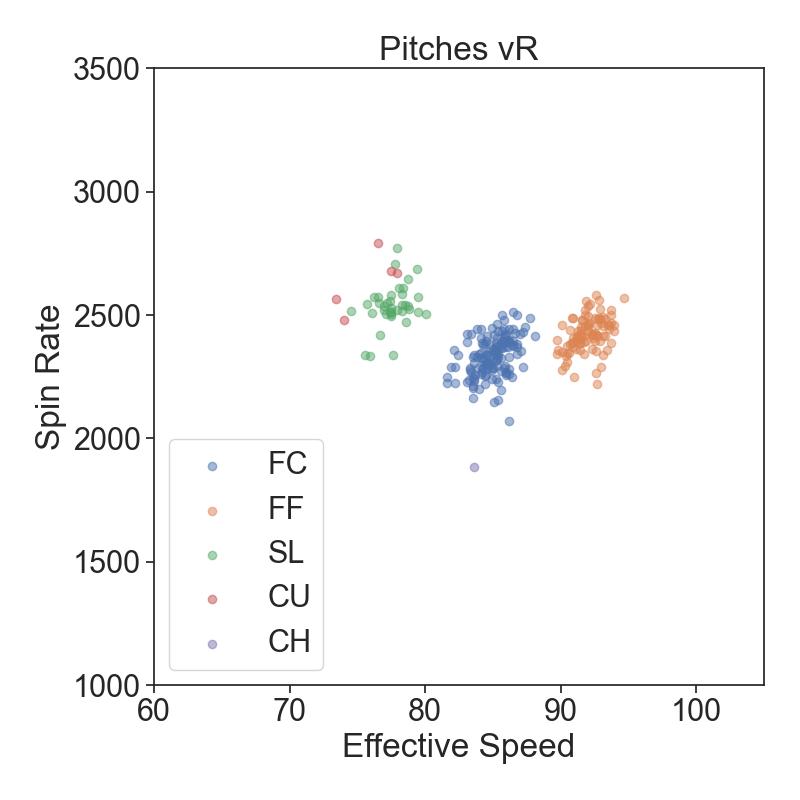 Pitches vR
3500
3000
2500
2000
1500
1000
Spin Rate
FC
FF
SL
CU
CH
60 70 80 90 100
Effective Speed